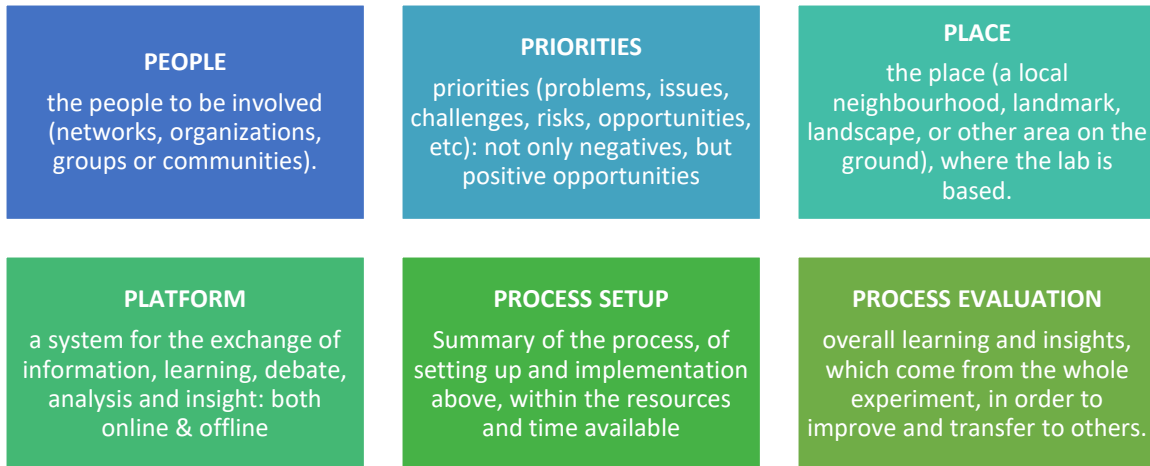 PEOPLE
the people to be involved
(networks, organizations,
groups or communities).
PRIORITIES
priorities (problems, issues,
challenges, risks, opportunities,
etc): not only negatives, but
positive opportunities
PLACE
the place (a local
neighbourhood, landmark,
landscape, or other area on the
ground), where the lab is
based.
PLATFORM
a system for the exchange of
information, learning, debate,
analysis and insight: both
online & offline
PROCESS SETUP
Summary of the process, of
setting up and implementation
above, within the resources
and time available
PROCESS EVALUATION
overall learning and insights,
which come from the whole
experiment, in order to
improve and transfer to others.